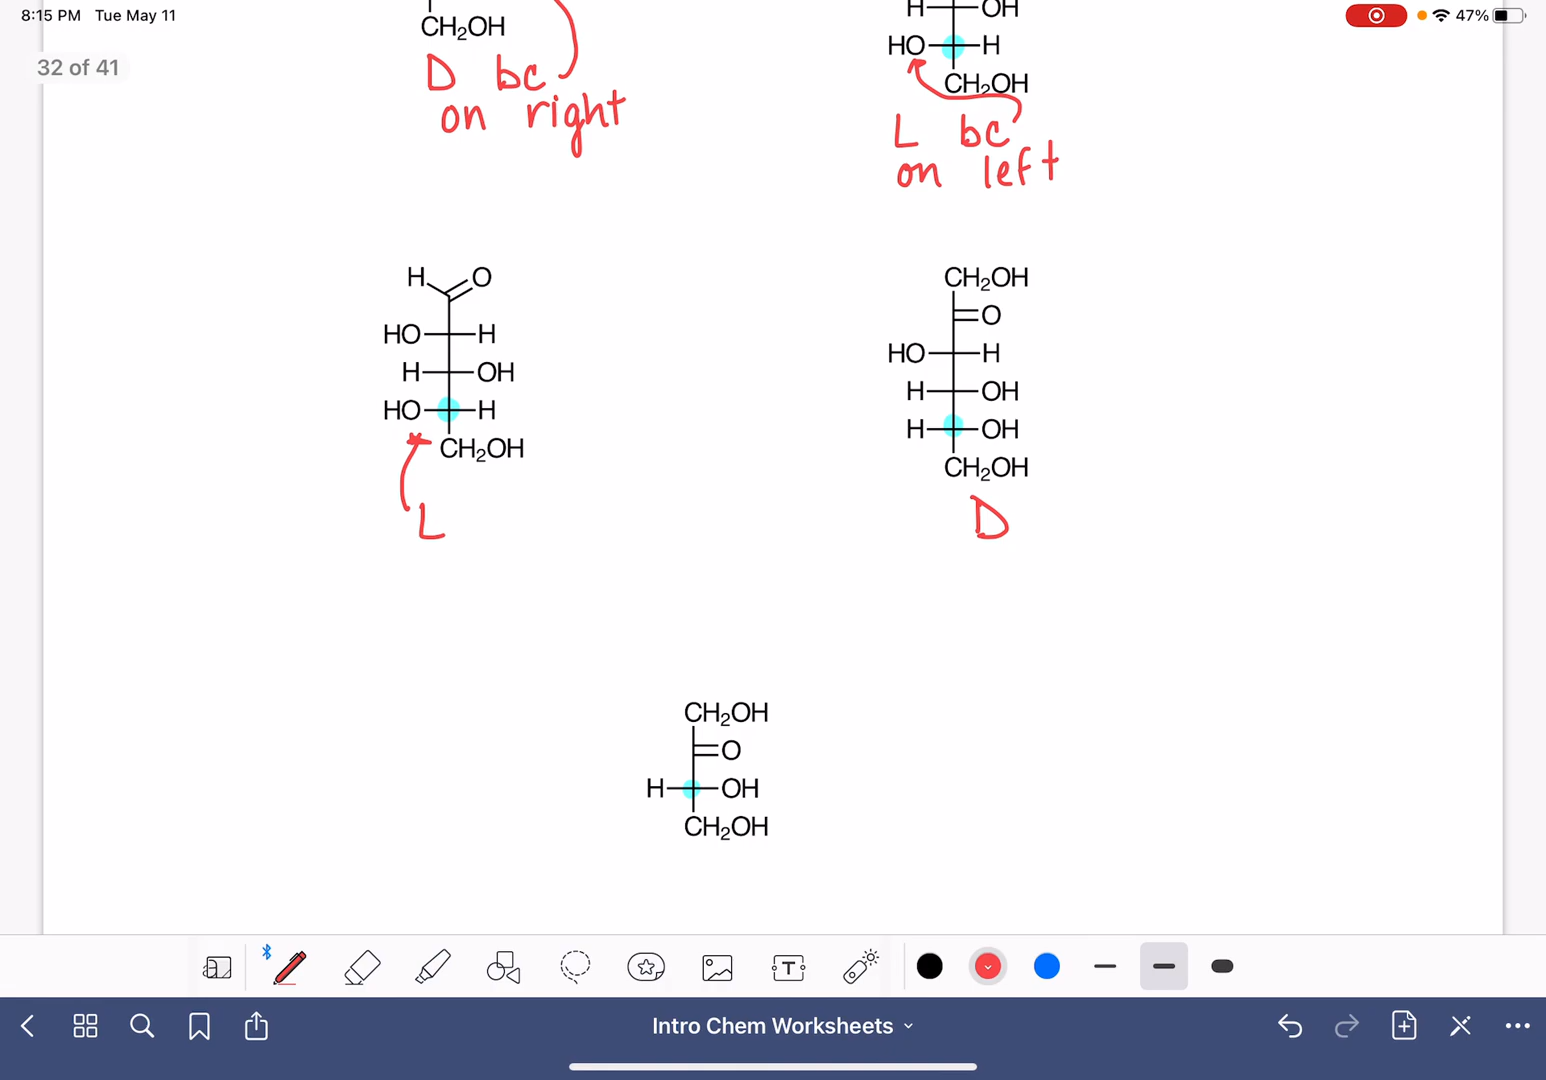 8:15 PM Tue May 11
47%
32 of 41
CH₂OH
D bc
on right
H OH
HO H
CH₂OH
L bc
on left
H O
HO H
H OH
HO H
CH₂OH
L
CH₂OH
=O
HO H
H OH
H OH
CH₂OH
D
CH₂OH
=O
H OH
CH₂OH
a
T
Intro Chem Worksheets